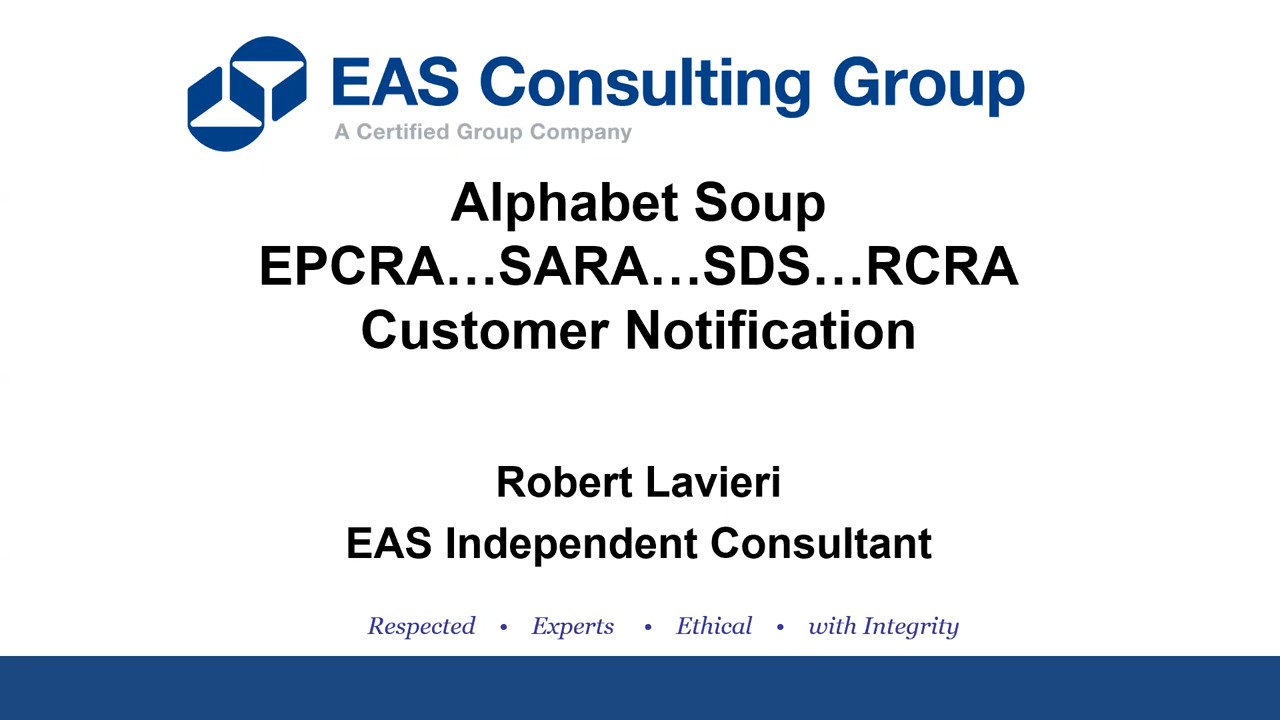 EAS Consulting Group
A Certified Group Company
Alphabet Soup
EPCRA…SARA…SDS…RCRA
Customer Notification
Robert Lavieri
EAS Independent Consultant
Respected • Experts • Ethical • with Integrity